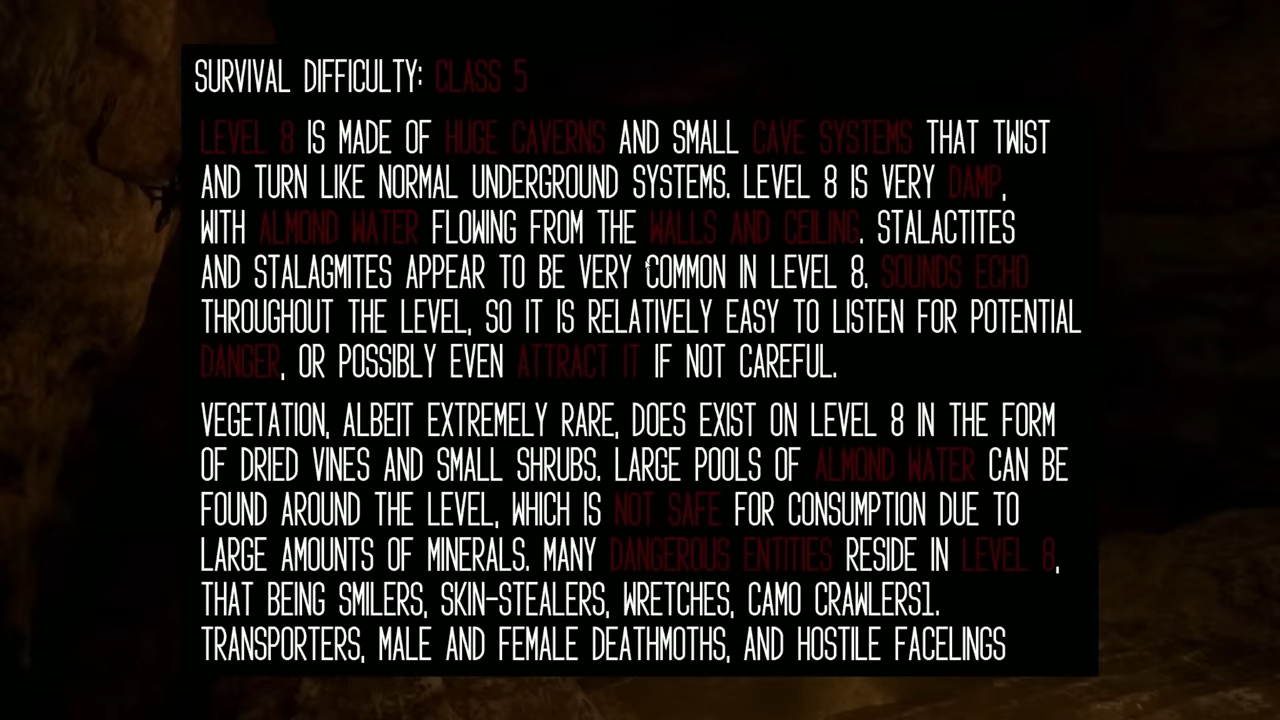 SURVIVAL DIFFICULTY: CLASS 5
LEVEL 8 IS MADE OF HUGE CAVERNS AND SMALL CAVE SYSTEMS THAT TWIST
AND TURN LIKE NORMAL UNDERGROUND SYSTEMS. LEVEL 8 IS VERY DAMP,
WITH ALMOND WATER FLOWING FROM THE WALLS AND CEILING. STALACTITES
AND STALAGMITES APPEAR TO BE VERY COMMON IN LEVEL 8. SOUNDS ECHO
THROUGHOUT THE LEVEL, SO IT IS RELATIVELY EASY TO LISTEN FOR POTENTIAL
DANGER, OR POSSIBLY EVEN ATTRACT IT IF NOT CAREFUL.
VEGETATION, ALBEIT EXTREMELY RARE, DOES EXIST ON LEVEL 8 IN THE FORM
OF DRIED VINES AND SMALL SHRUBS. LARGE POOLS OF ALMOND WATER CAN BE
FOUND AROUND THE LEVEL, WHICH IS NOT SAFE FOR CONSUMPTION DUE TO
LARGE AMOUNTS OF MINERALS. MANY DANGEROUS ENTITIES RESIDE IN LEVEL 8,
THAT BEING SMILERS, SKIN-STEALERS, WRETCHES, CAMO CRAWLERS1.
TRANSPORTERS, MALE AND FEMALE DEATHMOTHS, AND HOSTILE FACELINGS